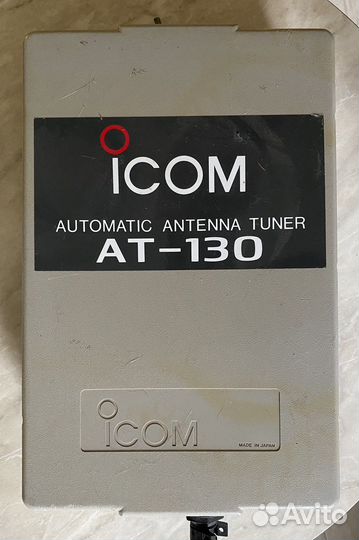 ICOM
AUTOMATIC ANTENNA TUNER
AT-130
ICOM
MADE IN JAPAN
Avito